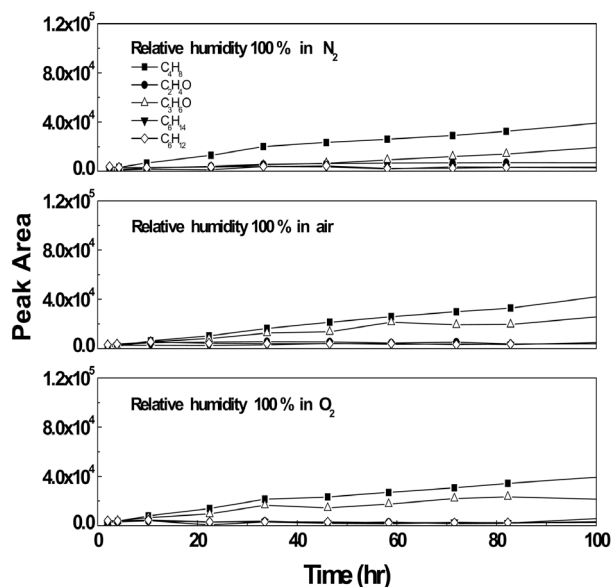 1.2x10⁵
Relative humidity 100 % in N₂
C₄H₈
C₂H₄O
8.0x10⁴
C₃H₆O
C₆H₁₄
C₆H₁₂
4.0x10⁴
0.0
1.2x10⁵
Relative humidity 100 % in air
8.0x10⁴
4.0x10⁴
0.0
Peak Area
1.2x10⁵
Relative humidity 100 % in O₂
8.0x10⁴
4.0x10⁴
0.0
0 20 40 60 80 100
Time (hr)